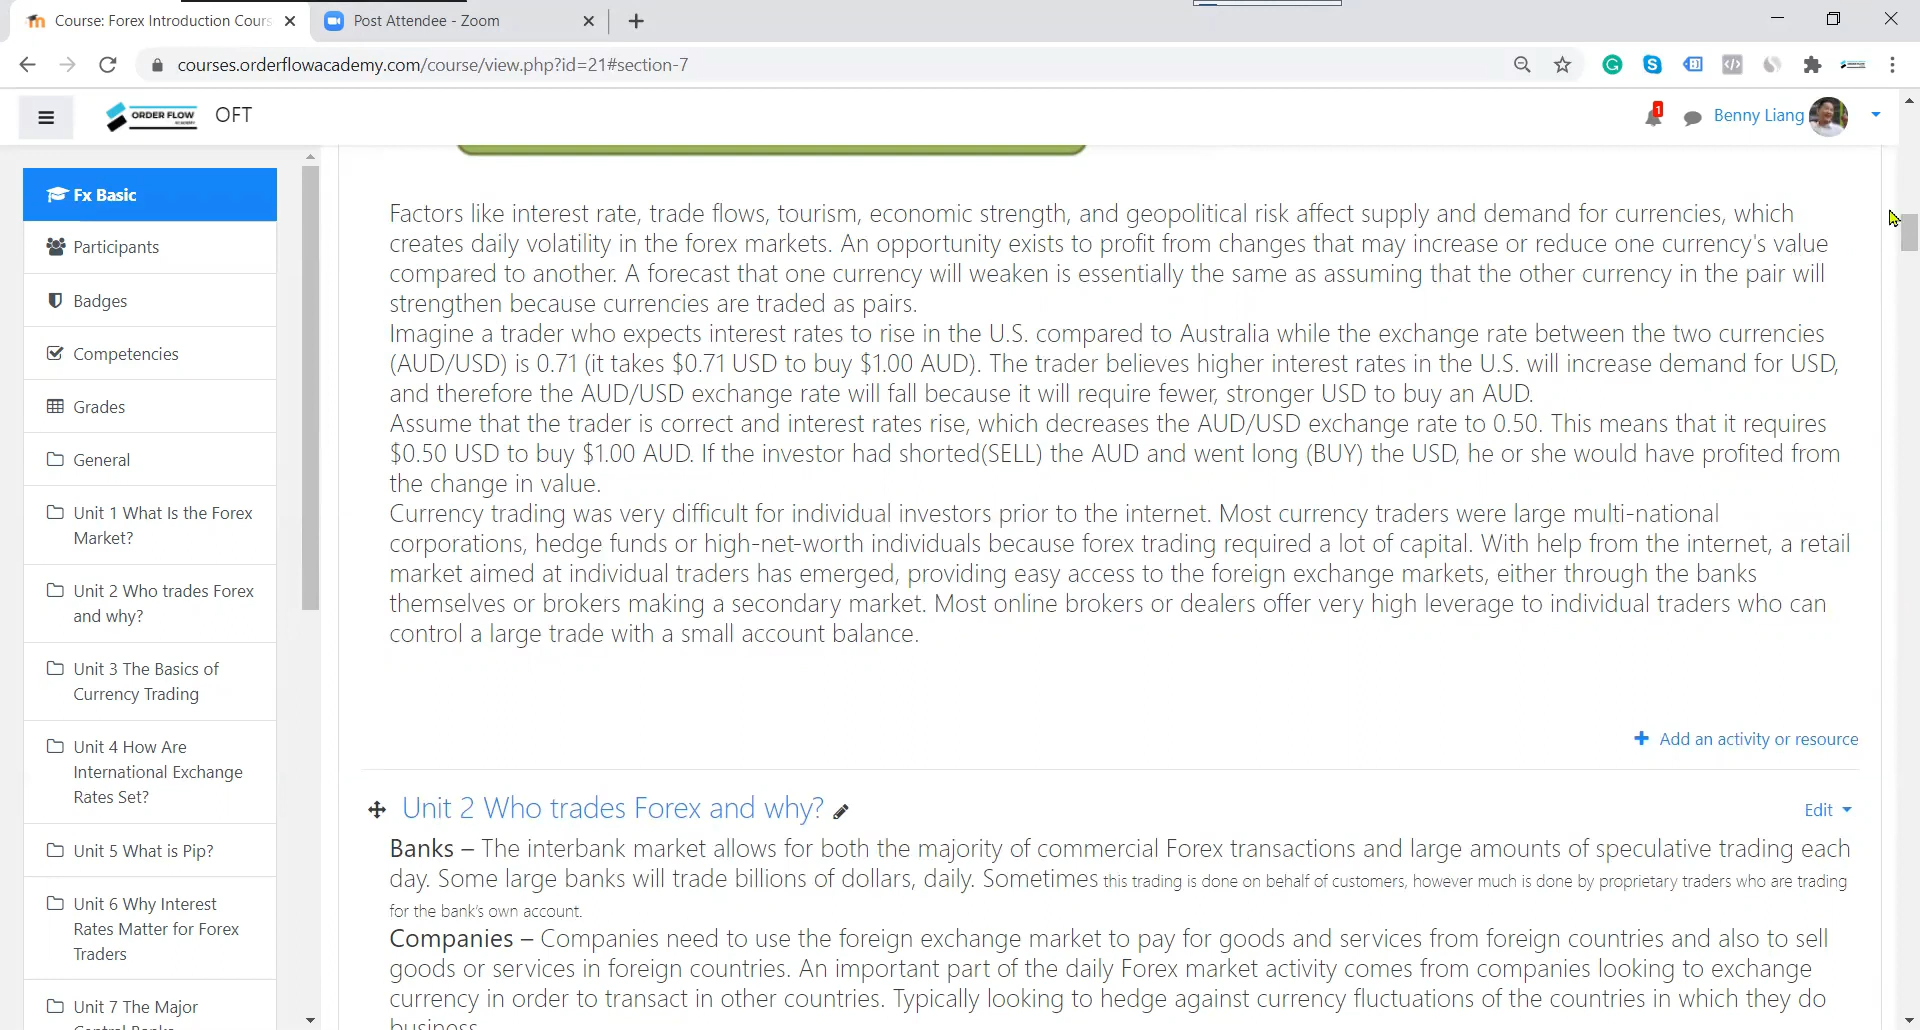 Course: Forex Introduction Cours
Post Attendee - Zoom
courses.orderflowacademy.com/course/view.php?id=21#section-7
ORDER FLOW
OFT
1
Benny Liang
Fx Basic
Participants
Badges
Competencies
Grades
General
Unit 1 What Is the Forex
Market?
Unit 2 Who trades Forex
and why?
Unit 3 The Basics of
Currency Trading
Unit 4 How Are
International Exchange
Rates Set?
Unit 5 What is Pip?
Unit 6 Why Interest
Rates Matter for Forex
Traders
Unit 7 The Major
Factors like interest rate, trade flows, tourism, economic strength, and geopolitical risk affect supply and demand for currencies, which
creates daily volatility in the forex markets. An opportunity exists to profit from changes that may increase or reduce one currency's value
compared to another. A forecast that one currency will weaken is essentially the same as assuming that the other currency in the pair will
strengthen because currencies are traded as pairs.
Imagine a trader who expects interest rates to rise in the U.S. compared to Australia while the exchange rate between the two currencies
(AUD/USD) is 0.71 (it takes $0.71 USD to buy $1.00 AUD). The trader believes higher interest rates in the U.S. will increase demand for USD,
and therefore the AUD/USD exchange rate will fall because it will require fewer, stronger USD to buy an AUD.
Assume that the trader is correct and interest rates rise, which decreases the AUD/USD exchange rate to 0.50. This means that it requires
$0.50 USD to buy $1.00 AUD. If the investor had shorted(SELL) the AUD and went long (BUY) the USD, he or she would have profited from
the change in value.
Currency trading was very difficult for individual investors prior to the internet. Most currency traders were large multi-national
corporations, hedge funds or high-net-worth individuals because forex trading required a lot of capital. With help from the internet, a retail
market aimed at individual traders has emerged, providing easy access to the foreign exchange markets, either through the banks
themselves or brokers making a secondary market. Most online brokers or dealers offer very high leverage to individual traders who can
control a large trade with a small account balance.
Add an activity or resource
Unit 2 Who trades Forex and why?
Edit
Banks – The interbank market allows for both the majority of commercial Forex transactions and large amounts of speculative trading each
day. Some large banks will trade billions of dollars, daily. Sometimes this trading is done on behalf of customers, however much is done by proprietary traders who are trading
for the bank's own account.
Companies – Companies need to use the foreign exchange market to pay for goods and services from foreign countries and also to sell
goods or services in foreign countries. An important part of the daily Forex market activity comes from companies looking to exchange
currency in order to transact in other countries. Typically looking to hedge against currency fluctuations of the countries in which they do
business